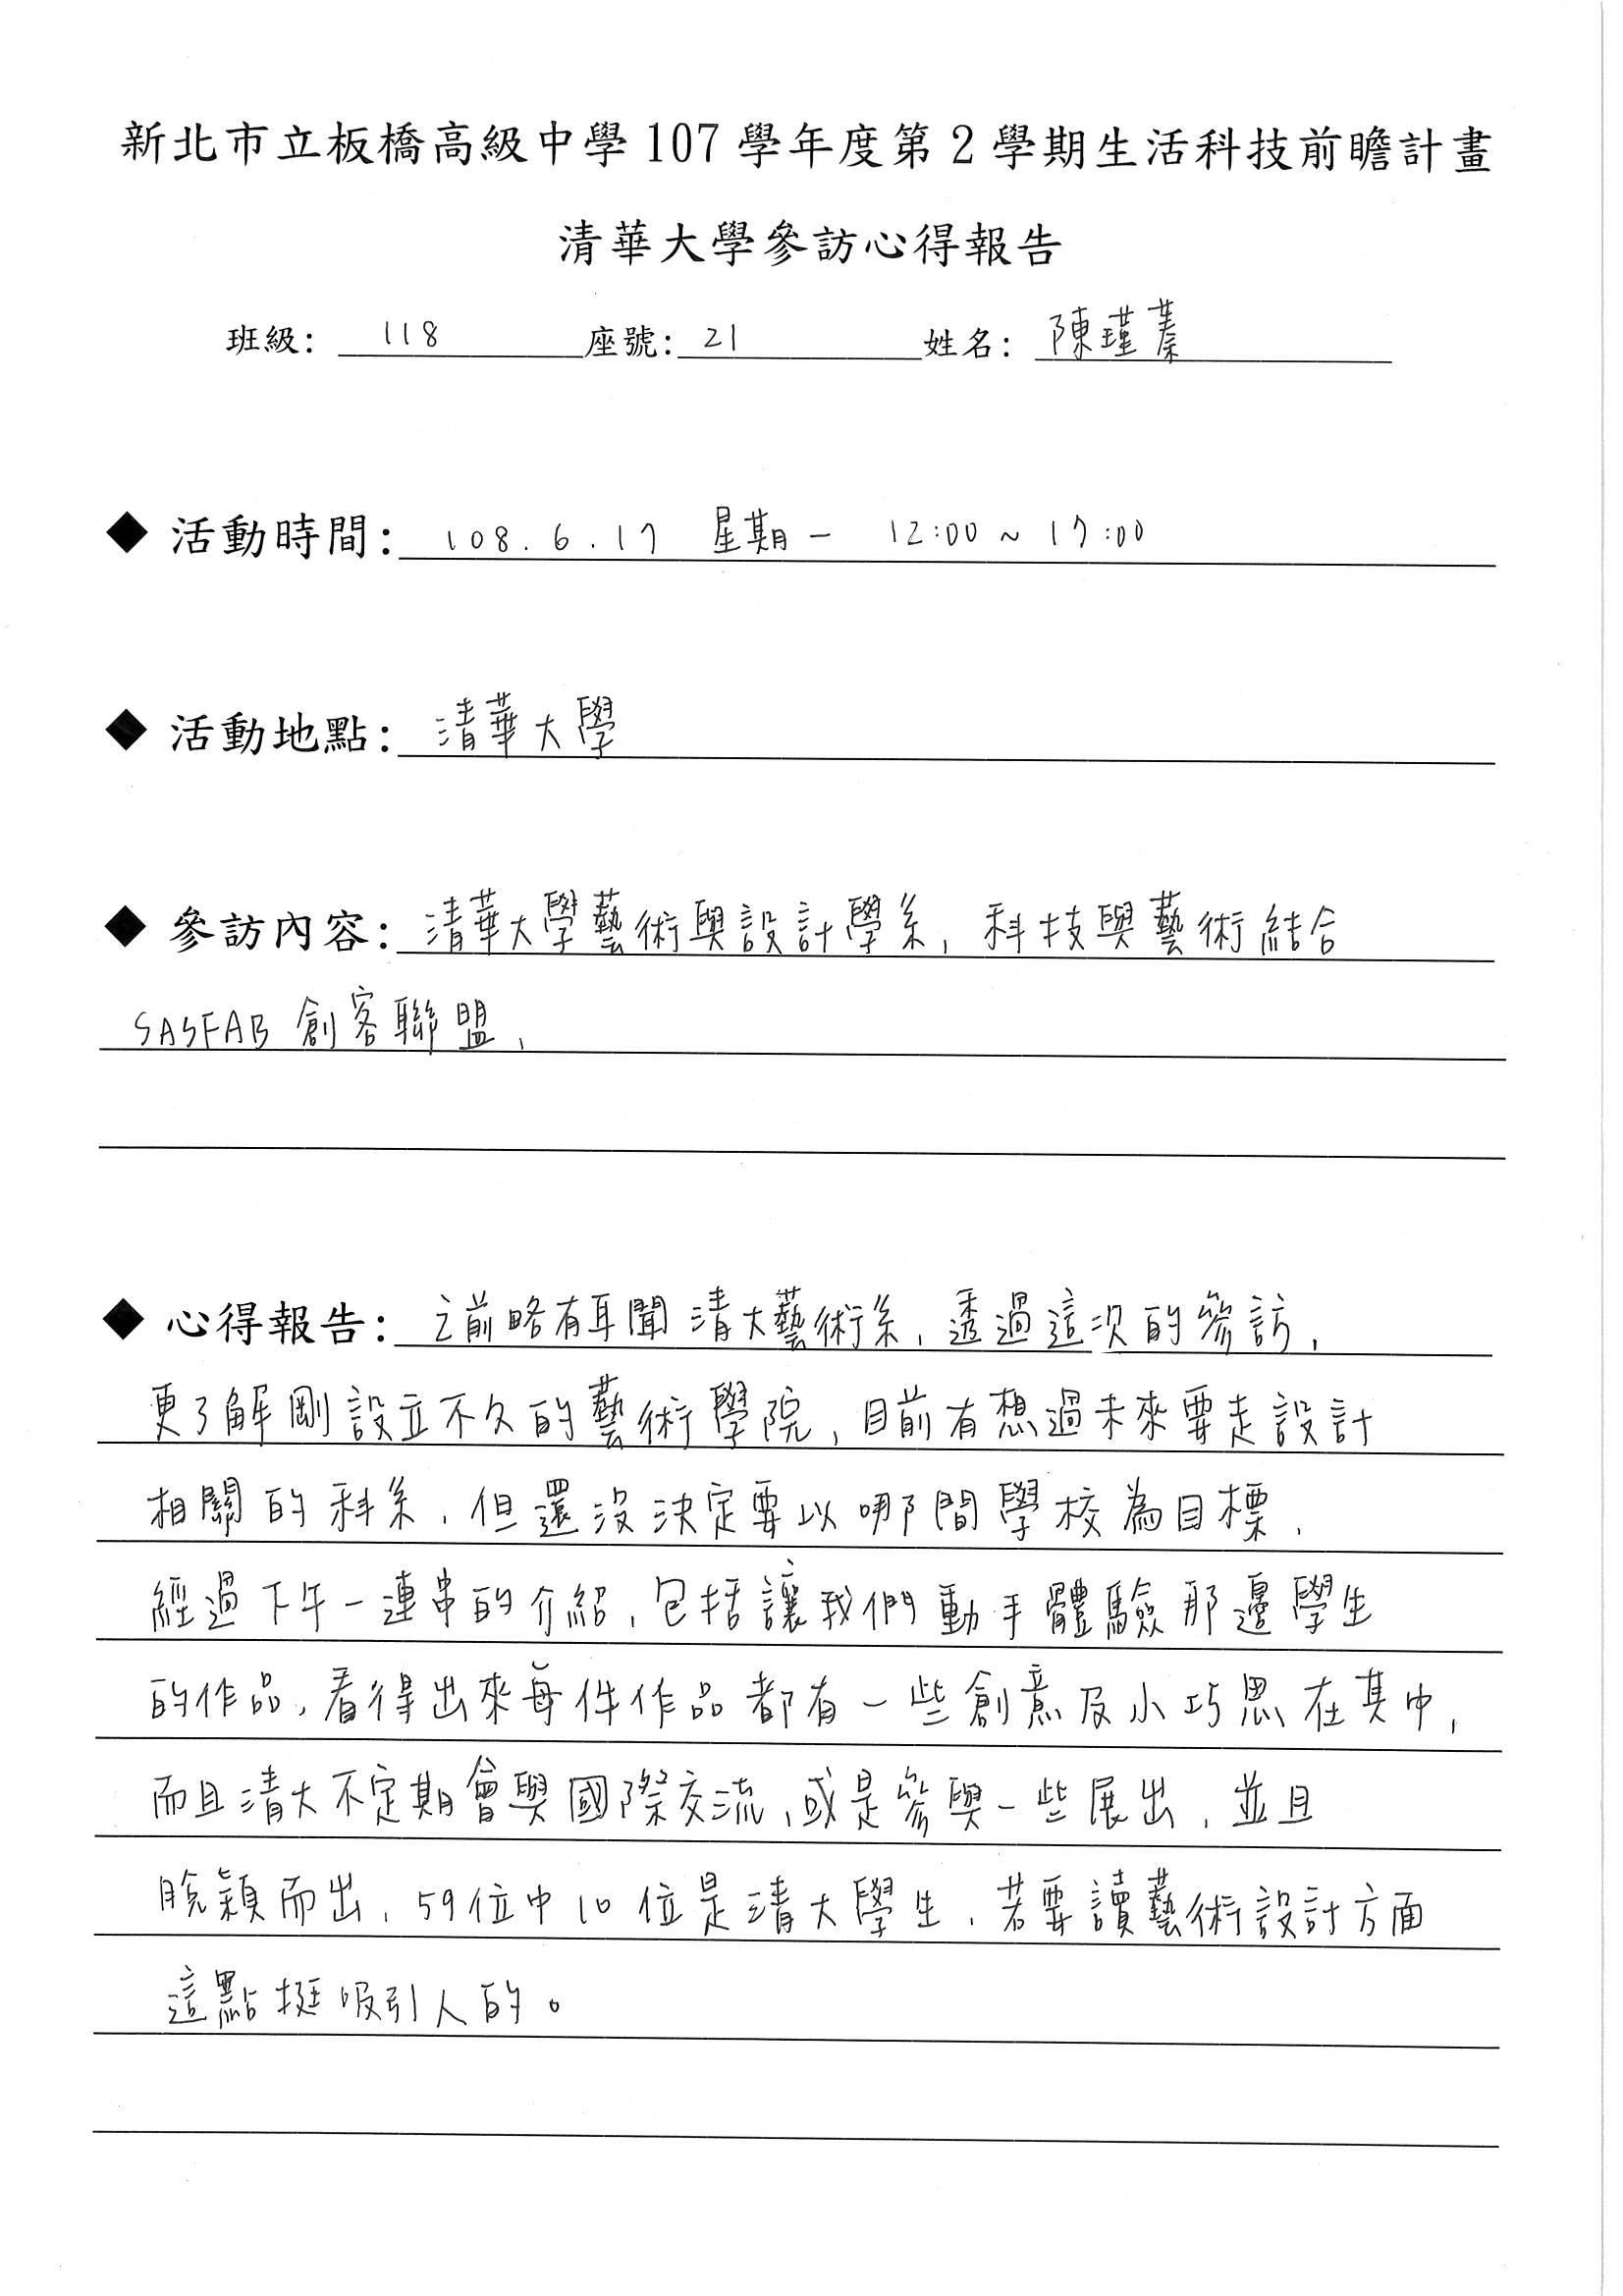 新北市立板橋高級中學107學年度第2學期生活科技前瞻計畫
清華大學參訪心得報告
班級： 118 座號：21 姓名：陳瑾蓁
◆ 活動時間：108.6.17 星期一 12:00~17:00
◆ 活動地點：清華大學
◆ 參訪內容：清華大學藝術與設計學系，科技與藝術結合
SASFAB 創客聯盟，
◆ 心得報告：之前略有耳聞清大藝術系，透過這次的參訪，
更了解剛設立不久的藝術學院，目前有想過未來要走設計
相關的科系，但還沒決定要以哪間學校為目標，
經過下午一連串的介紹，包括讓我們動手體驗那邊學生
的作品，看得出來每件作品都有一些創意及小巧思在其中，
而且清大不定期會與國際交流，或是參與一些展出，並且
脫穎而出，59位中10位是清大學生，若要讀藝術設計方面
這點挺吸引人的。